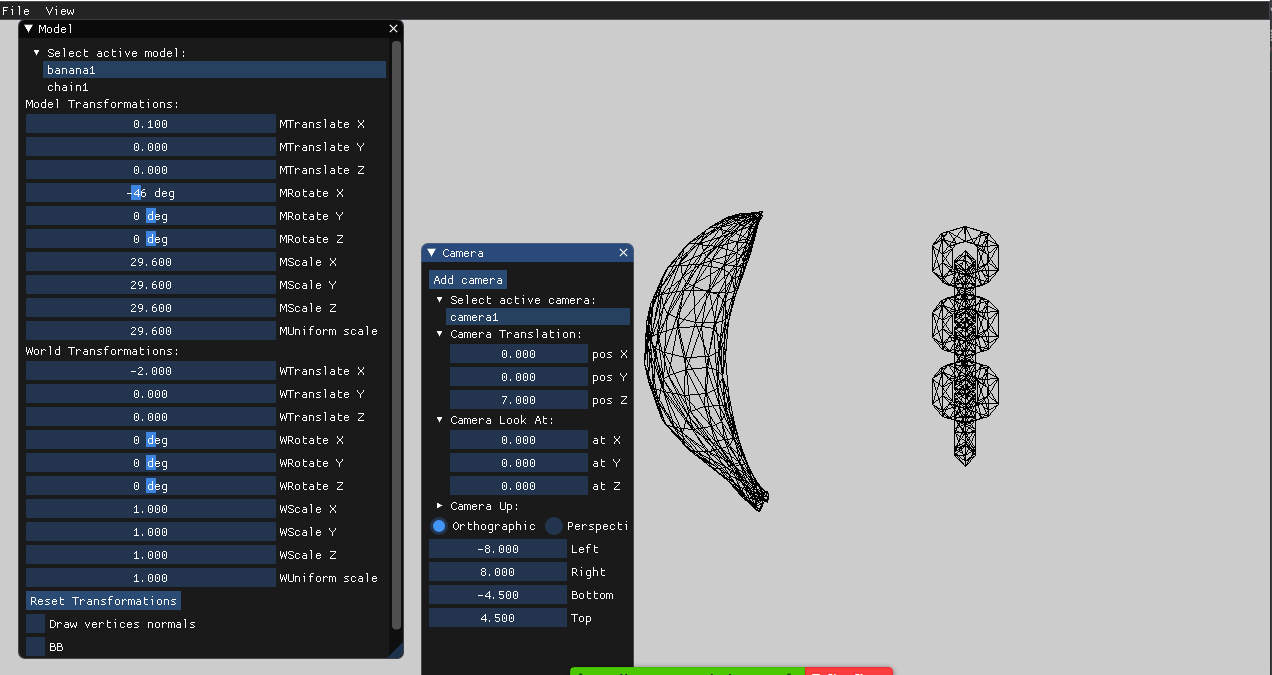 File View
Model
Select active model:
banana1
chain1
Model Transformations:
0.100 MTranslate X
0.000 MTranslate Y
0.000 MTranslate Z
-46 deg MRotate X
0 deg MRotate Y
0 deg MRotate Z
29.600 MScale X
29.600 MScale Y
29.600 MScale Z
29.600 MUniform scale
World Transformations:
-2.000 WTranslate X
0.000 WTranslate Y
0.000 WTranslate Z
0 deg WRotate X
0 deg WRotate Y
0 deg WRotate Z
1.000 WScale X
1.000 WScale Y
1.000 WScale Z
1.000 WUniform scale
Reset Transformations
Draw vertices normals
BB
Camera
Add camera
Select active camera:
camera1
Camera Translation:
0.000 pos X
0.000 pos Y
7.000 pos Z
Camera Look At:
0.000 at X
0.000 at Y
0.000 at Z
Camera Up:
Orthographic Perspecti
-8.000 Left
8.000 Right
-4.500 Bottom
4.500 Top